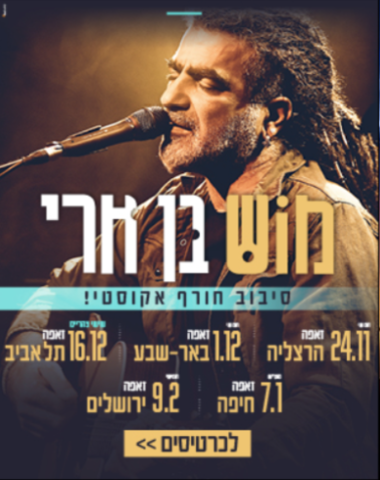 מוש בן ארי
סיבוב חורף אקוסטי!
זאפה זאפה זאפה
24.11 הרצליה 1.12 באר-שבע 16.12 תל אביב
זאפה זאפה
7.1 חיפה 9.2 ירושלים
לכרטיסים >>